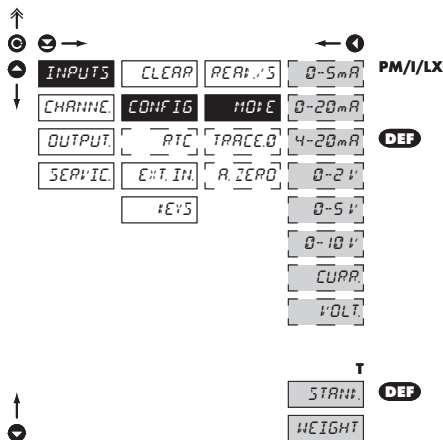 INPUTS CLEAR READ./S 0-5mA PM/I/LX
CHANNE. CONFIG MODE 0-20mA
OUTPUT. RTC TRACE.0 4-20mA DEF
SERVIC. EXT. IN. A. ZERO 0-2 V
KEYS 0-5 V
0-10 V
CURR.
VOLT.
T
STAND. DEF
WEIGHT